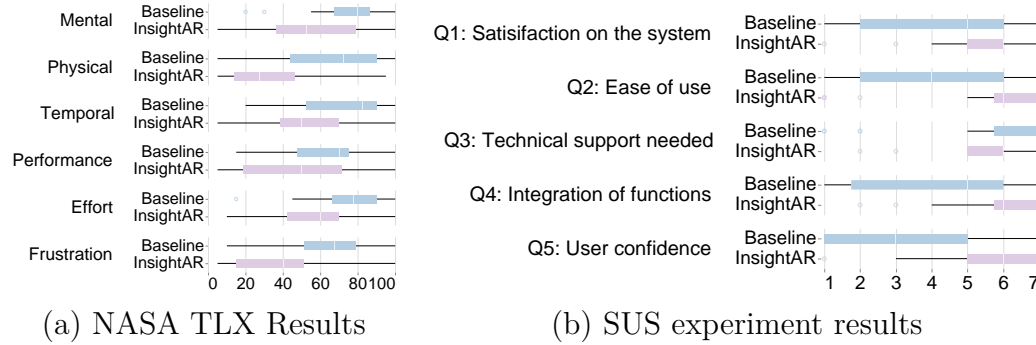 Mental
Baseline
InsightAR
Physical
Baseline
InsightAR
Temporal
Baseline
InsightAR
Performance
Baseline
InsightAR
Effort
Baseline
InsightAR
Frustration
Baseline
InsightAR
0 20 40 60 80 100
(a) NASA TLX Results
Q1: Satisifaction on the system
Baseline
InsightAR
Q2: Ease of use
Baseline
InsightAR
Q3: Technical support needed
Baseline
InsightAR
Q4: Integration of functions
Baseline
InsightAR
Q5: User confidence
Baseline
InsightAR
1 2 3 4 5 6 7
(b) SUS experiment results